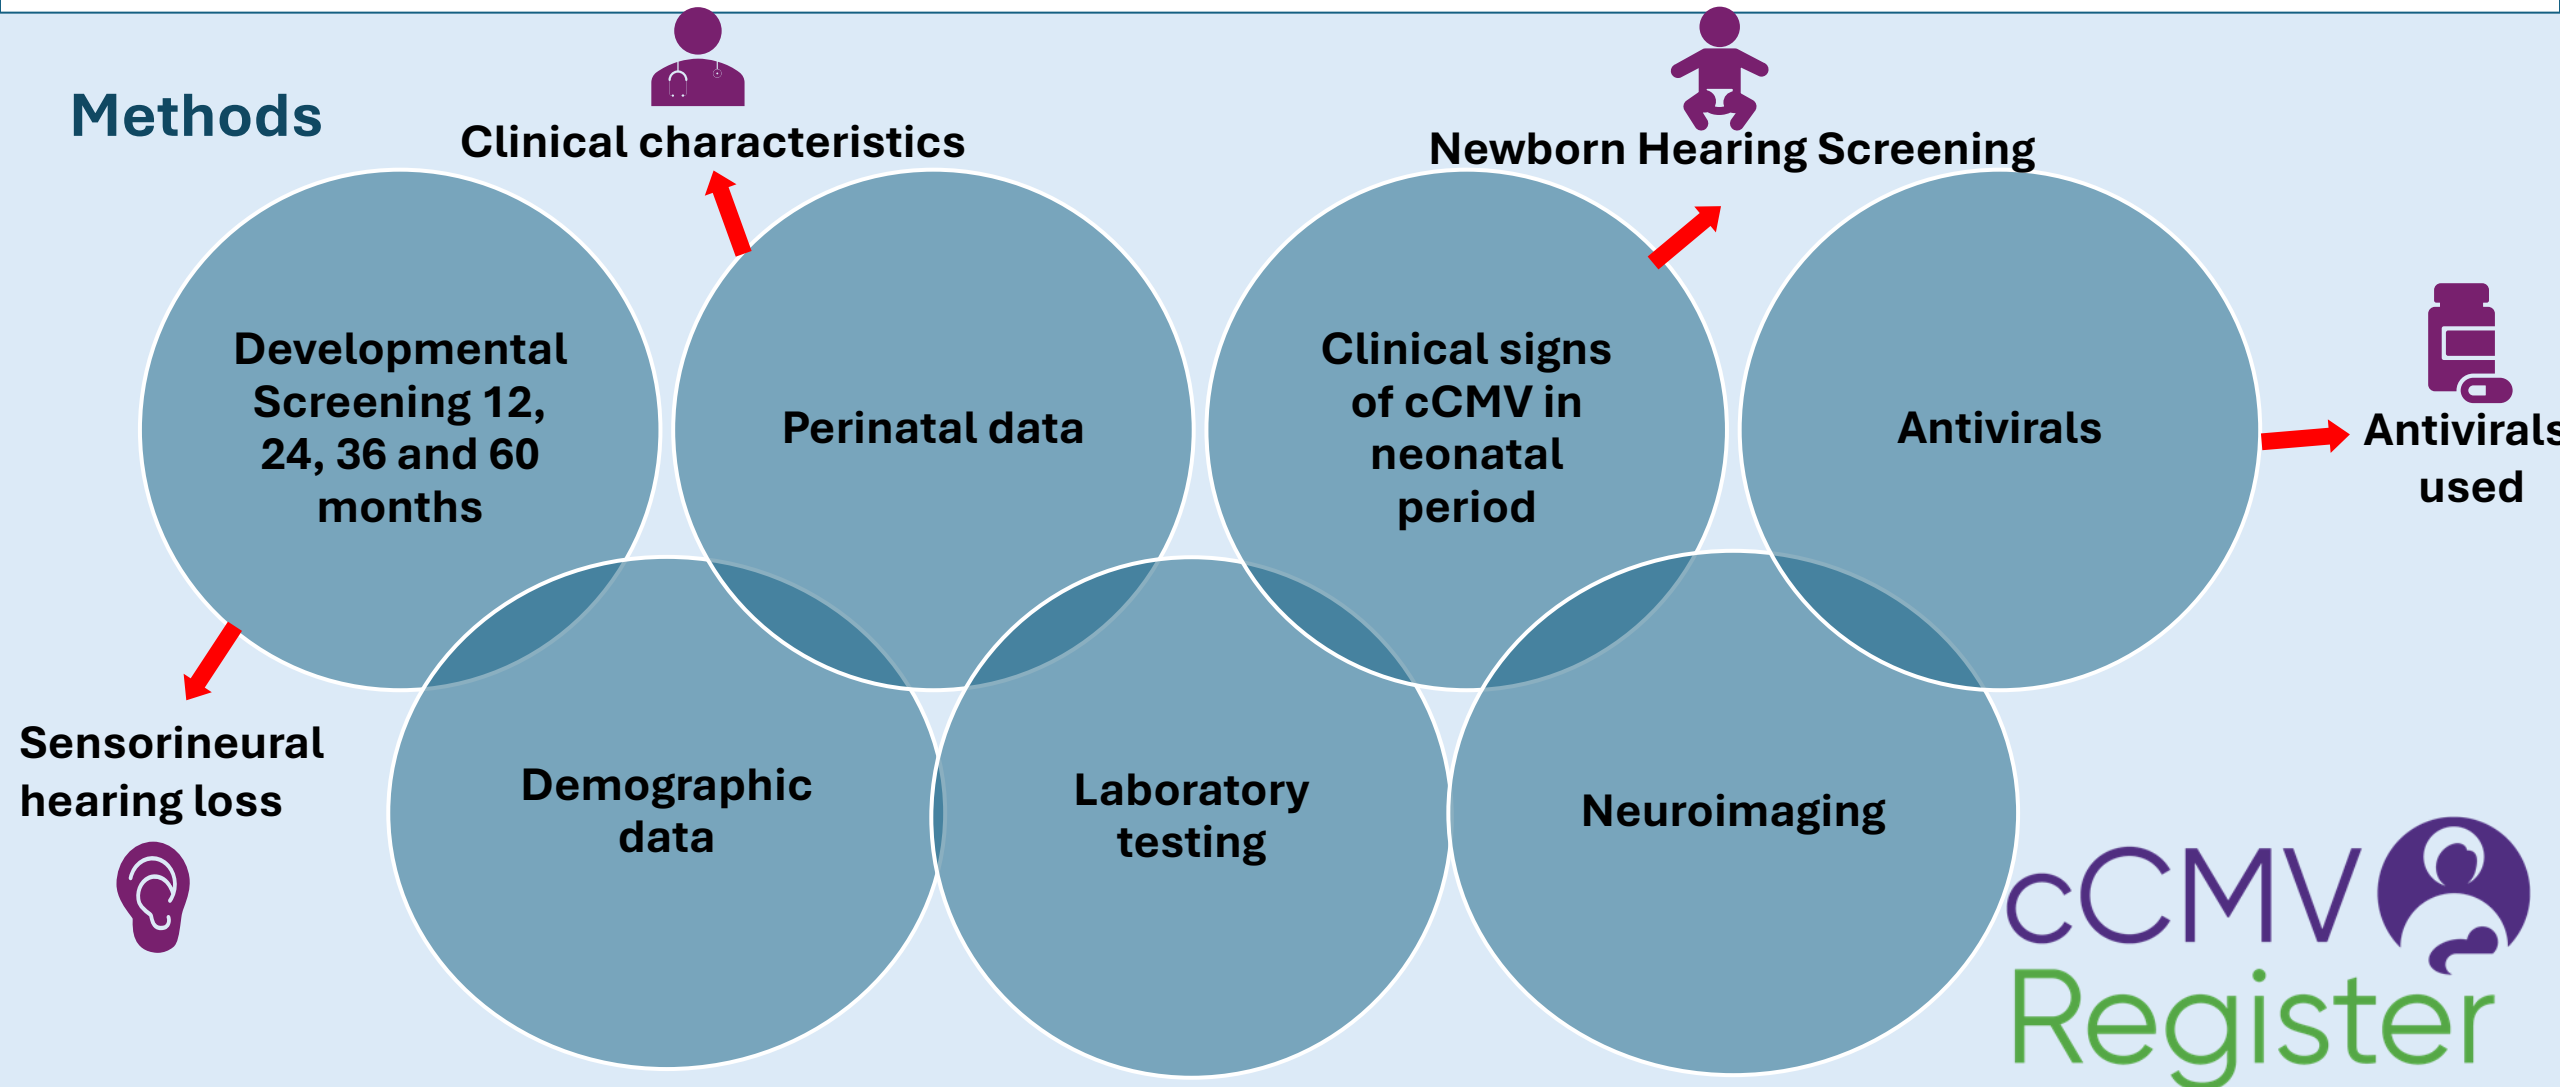 Methods
Clinical characteristics
Newborn Hearing Screening
Developmental
Screening 12,
24, 36 and 60
months
Perinatal data
Clinical signs
of cCMV in
neonatal
period
Antivirals
Antivirals
used
Sensorineural
hearing loss
Demographic
data
Laboratory
testing
Neuroimaging
cCMV
Register